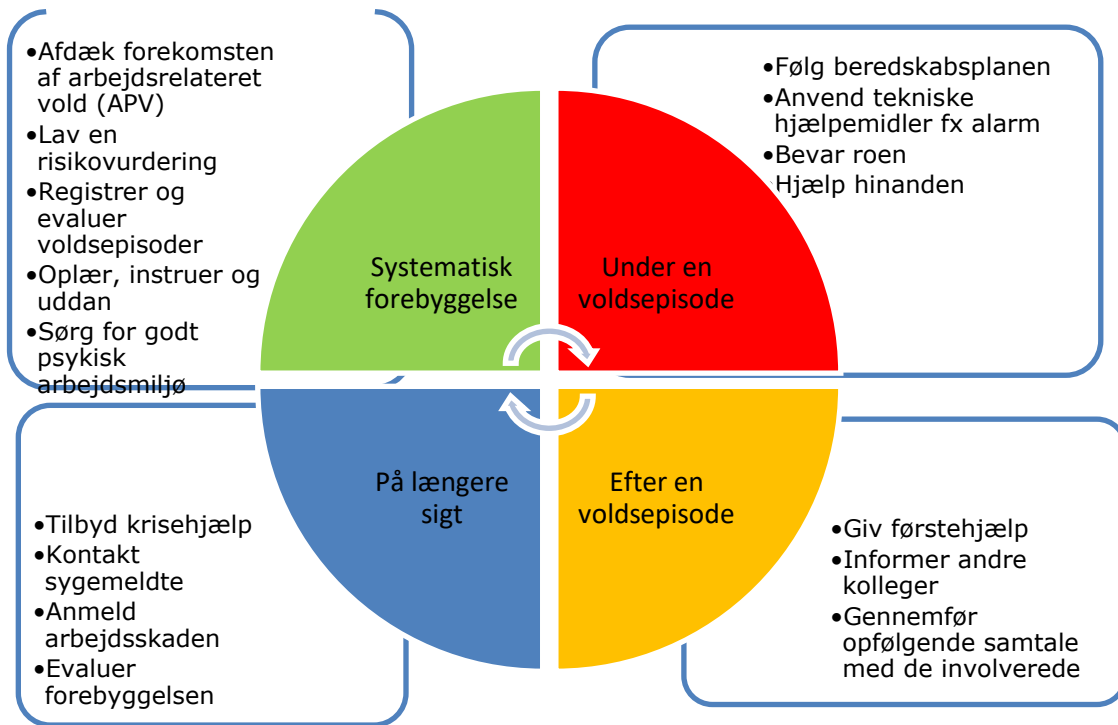 •Afdæk forekomsten
af arbejdsrelateret
vold (APV)
•Lav en
risikovurdering
•Registrer og
evaluer
voldsepisoder
•Oplær, instruer og
uddan
•Sørg for godt
psykisk
arbejdsmiljø
•Følg beredskabsplanen
•Anvend tekniske
hjælpemidler fx alarm
•Bevar roen
•Hjælp hinanden
Systematisk
forebyggelse
Under en
voldsepisode
På længere
sigt
Efter en
voldsepisode
•Tilbyd krisehjælp
•Kontakt
sygemeldte
•Anmeld
arbejdsskaden
•Evaluer
forebyggelsen
•Giv førstehjælp
•Informer andre
kolleger
•Gennemfør
opfølgende samtale
med de involverede